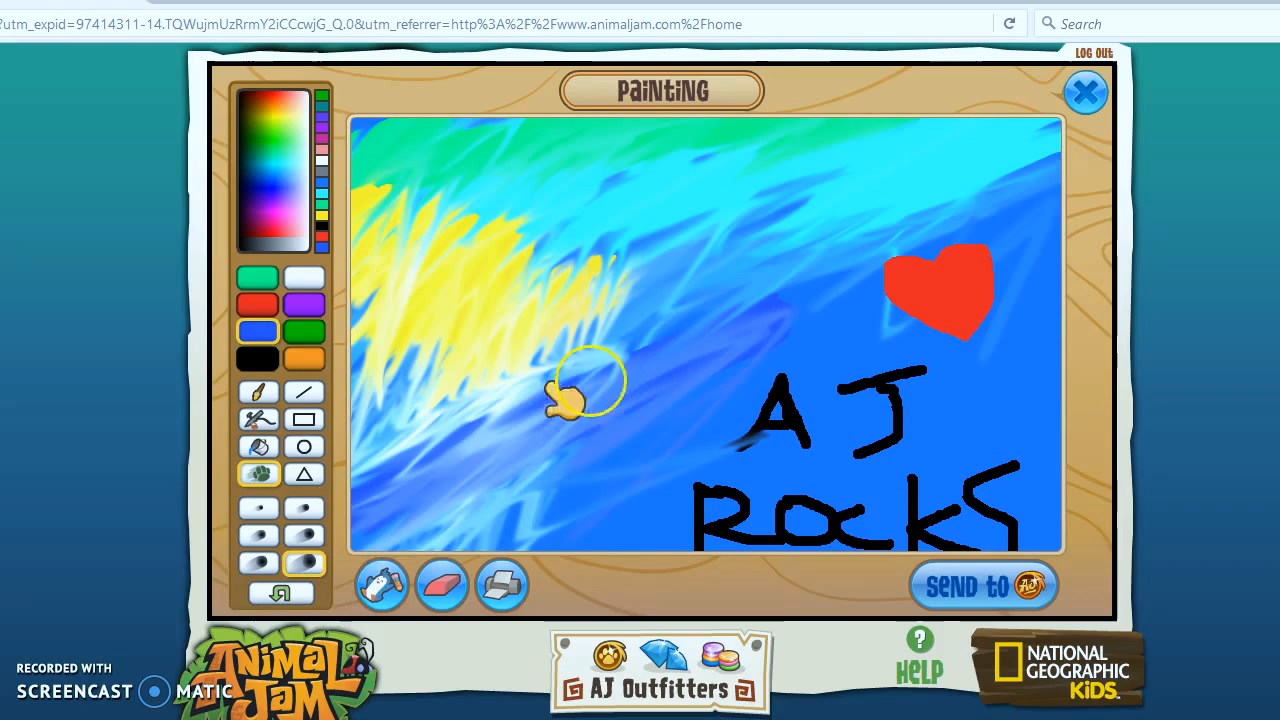 ?utm_expid=97414311-14.TQWujmUzRrmY2iCCcwjG_Q.0&utm_referrer=http%3A%2F%2Fwww.animaljam.com%2Fhome
Search
LOG OUT
PAINTING
AJ
ROCKS
SEND TO AJ
ANIMAL
JAM
AJ Outfitters
?
HELP
NATIONAL
GEOGRAPHIC
KiDS
RECORDED WITH
SCREENCAST MATIC